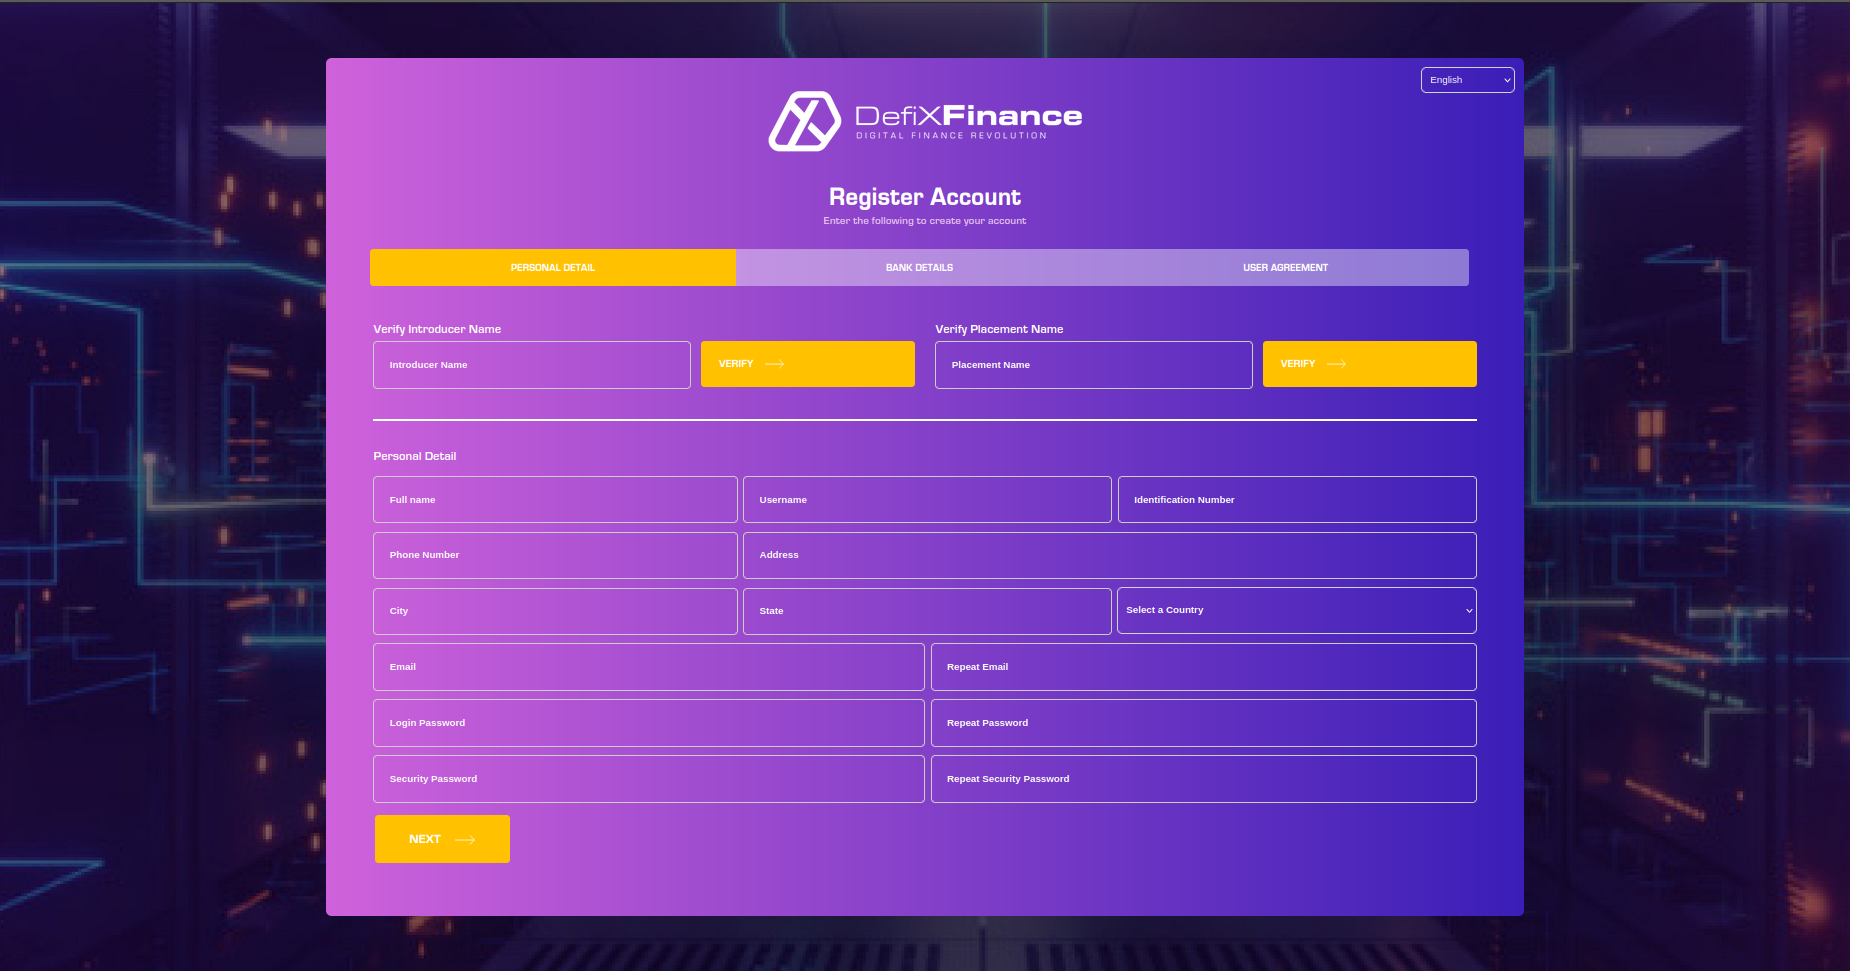 English
DefiXFinance
DIGITAL FINANCE REVOLUTION
Register Account
Enter the following to create your account
PERSONAL DETAIL BANK DETAILS USER AGREEMENT
Verify Introducer Name Verify Placement Name
Introducer Name VERIFY Placement Name VERIFY
Personal Detail
Full name Username Identification Number
Phone Number Address
City State Select a Country
Email Repeat Email
Login Password Repeat Password
Security Password Repeat Security Password
NEXT